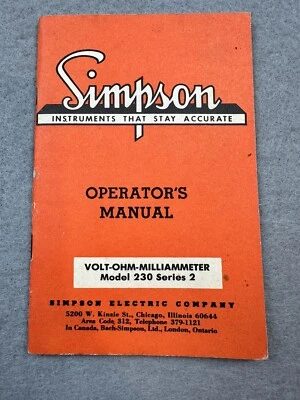 Simpson
INSTRUMENTS THAT STAY ACCURATE
OPERATOR'S
MANUAL
VOLT-OHM-MILLIAMMETER
Model 230 Series 2
SIMPSON ELECTRIC COMPANY
5200 W. Kinzie St., Chicago, Illinois 60644
Area Code 312, Telephone 379-1121
In Canada, Bach-Simpson, Ltd., London, Ontario